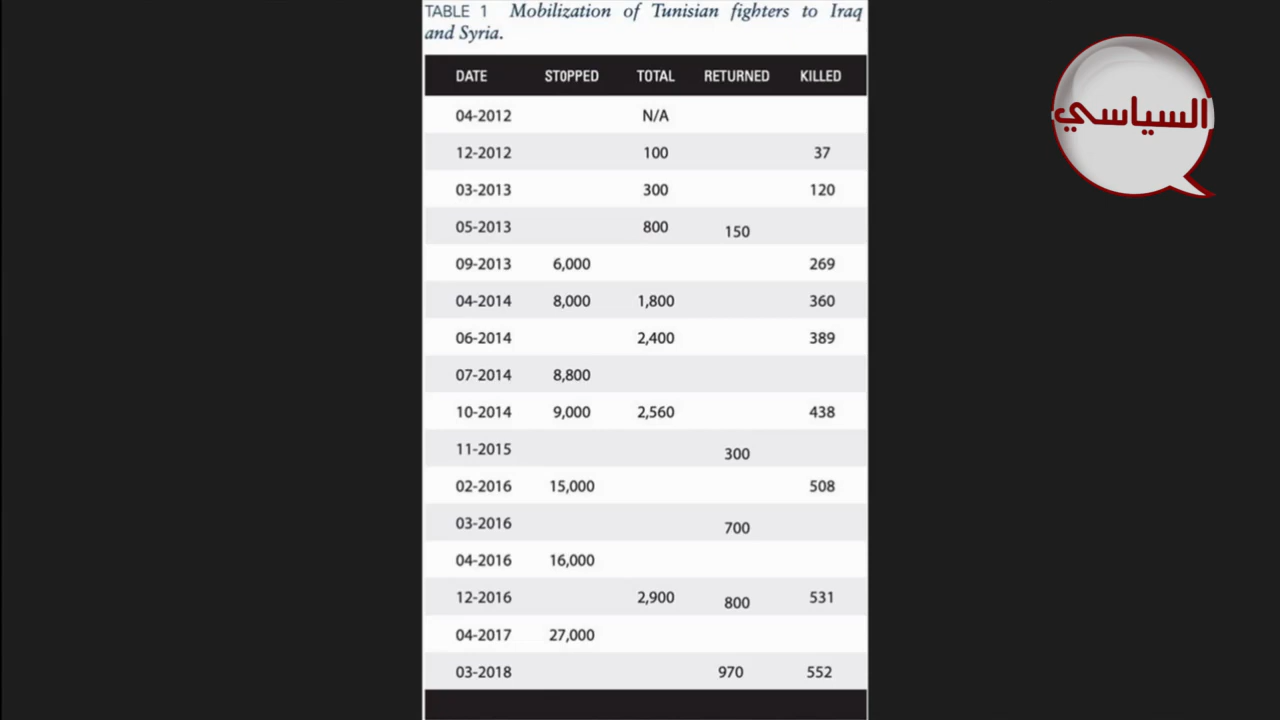 TABLE 1 Mobilization of Tunisian fighters to Iraq
and Syria.
السياسي
DATE STOPPED TOTAL RETURNED KILLED
04-2012 N/A
12-2012 100 37
03-2013 300 120
05-2013 800 150
09-2013 6,000 269
04-2014 8,000 1,800 360
06-2014 2,400 389
07-2014 8,800
10-2014 9,000 2,560 438
11-2015 300
02-2016 15,000 508
03-2016 700
04-2016 16,000
12-2016 2,900 800 531
04-2017 27,000
03-2018 970 552